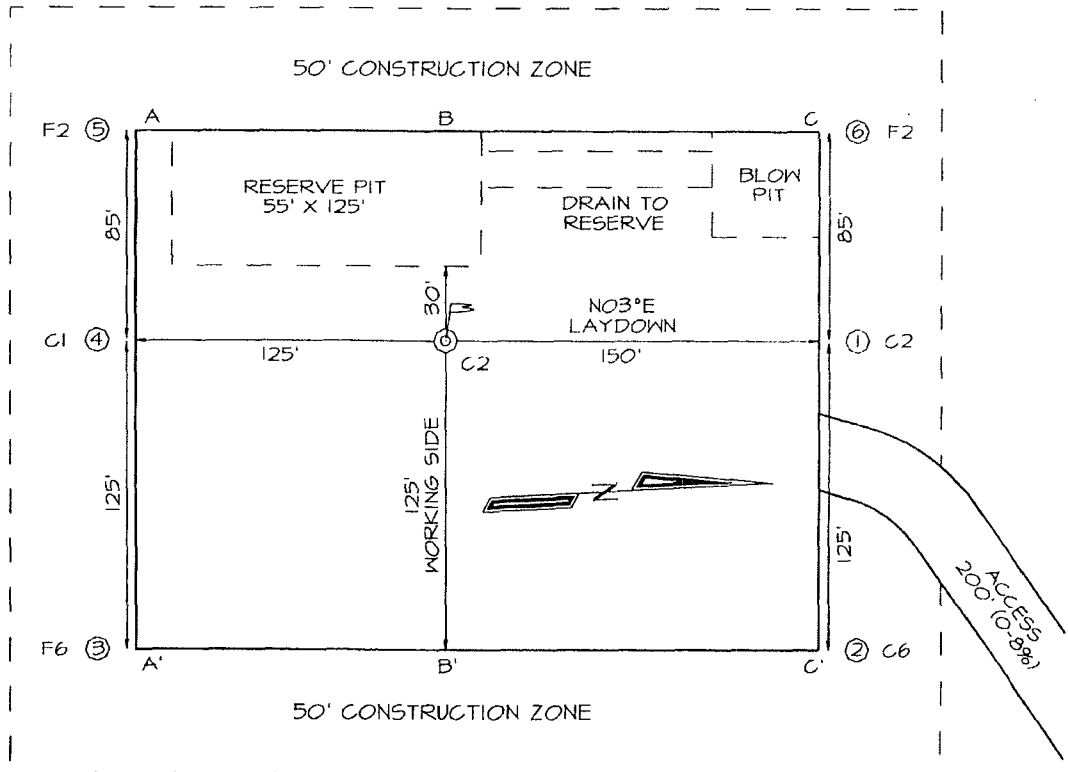 50' CONSTRUCTION ZONE
A
B
C
F2 5
6 F2
RESERVE PIT
55' X 125'
BLOW
PIT
DRAIN TO
RESERVE
85'
85'
30'
N03°E
LAYDOWN
C1 4
1 C2
125'
150'
C2
125'
125'
WORKING SIDE
N
125'
ACCESS
200' (0-8%)
F6 3
2 C6
A'
B'
C'
50' CONSTRUCTION ZONE